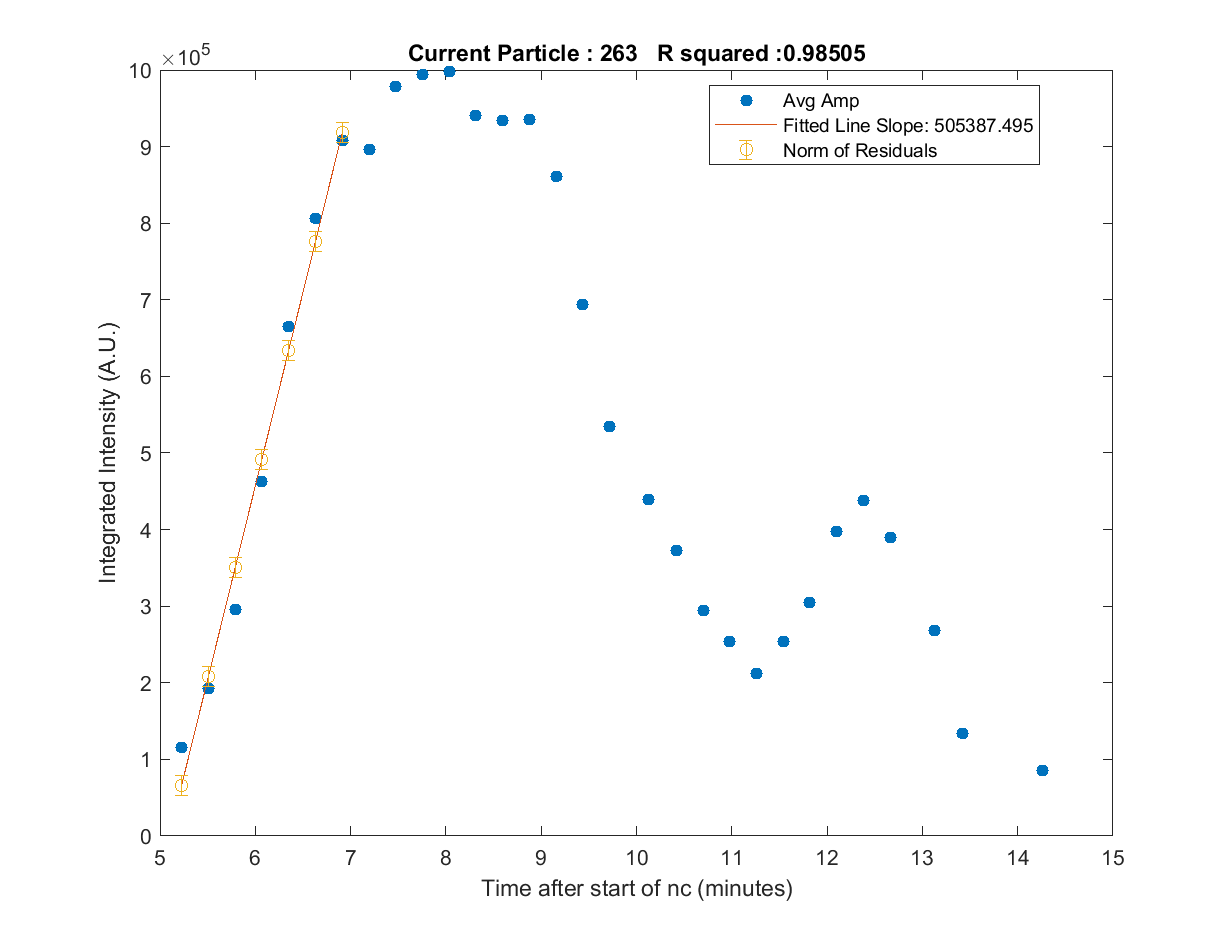 Current Particle : 263   R squared :0.98505
×10^5
Avg Amp
Fitted Line Slope: 505387.495
Norm of Residuals
10
9
8
7
6
5
4
3
2
1
0
Integrated Intensity (A.U.)
5 6 7 8 9 10 11 12 13 14 15
Time after start of nc (minutes)